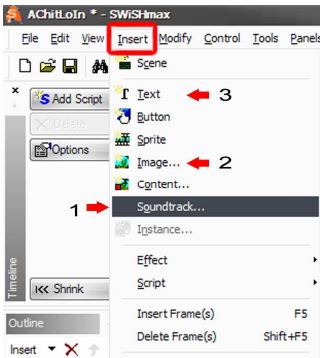 AChitLoIn * - SWiSHmax
File Edit View Insert Modify Control Tools Panels
Scene
Add Script
Text 3
Delete
Button
Options
Sprite
Image... 2
Content...
1 Soundtrack...
Instance...
Timeline
Effect
Script
Shrink
Insert Frame(s) F5
Outline
Delete Frame(s) Shift+F5
Insert